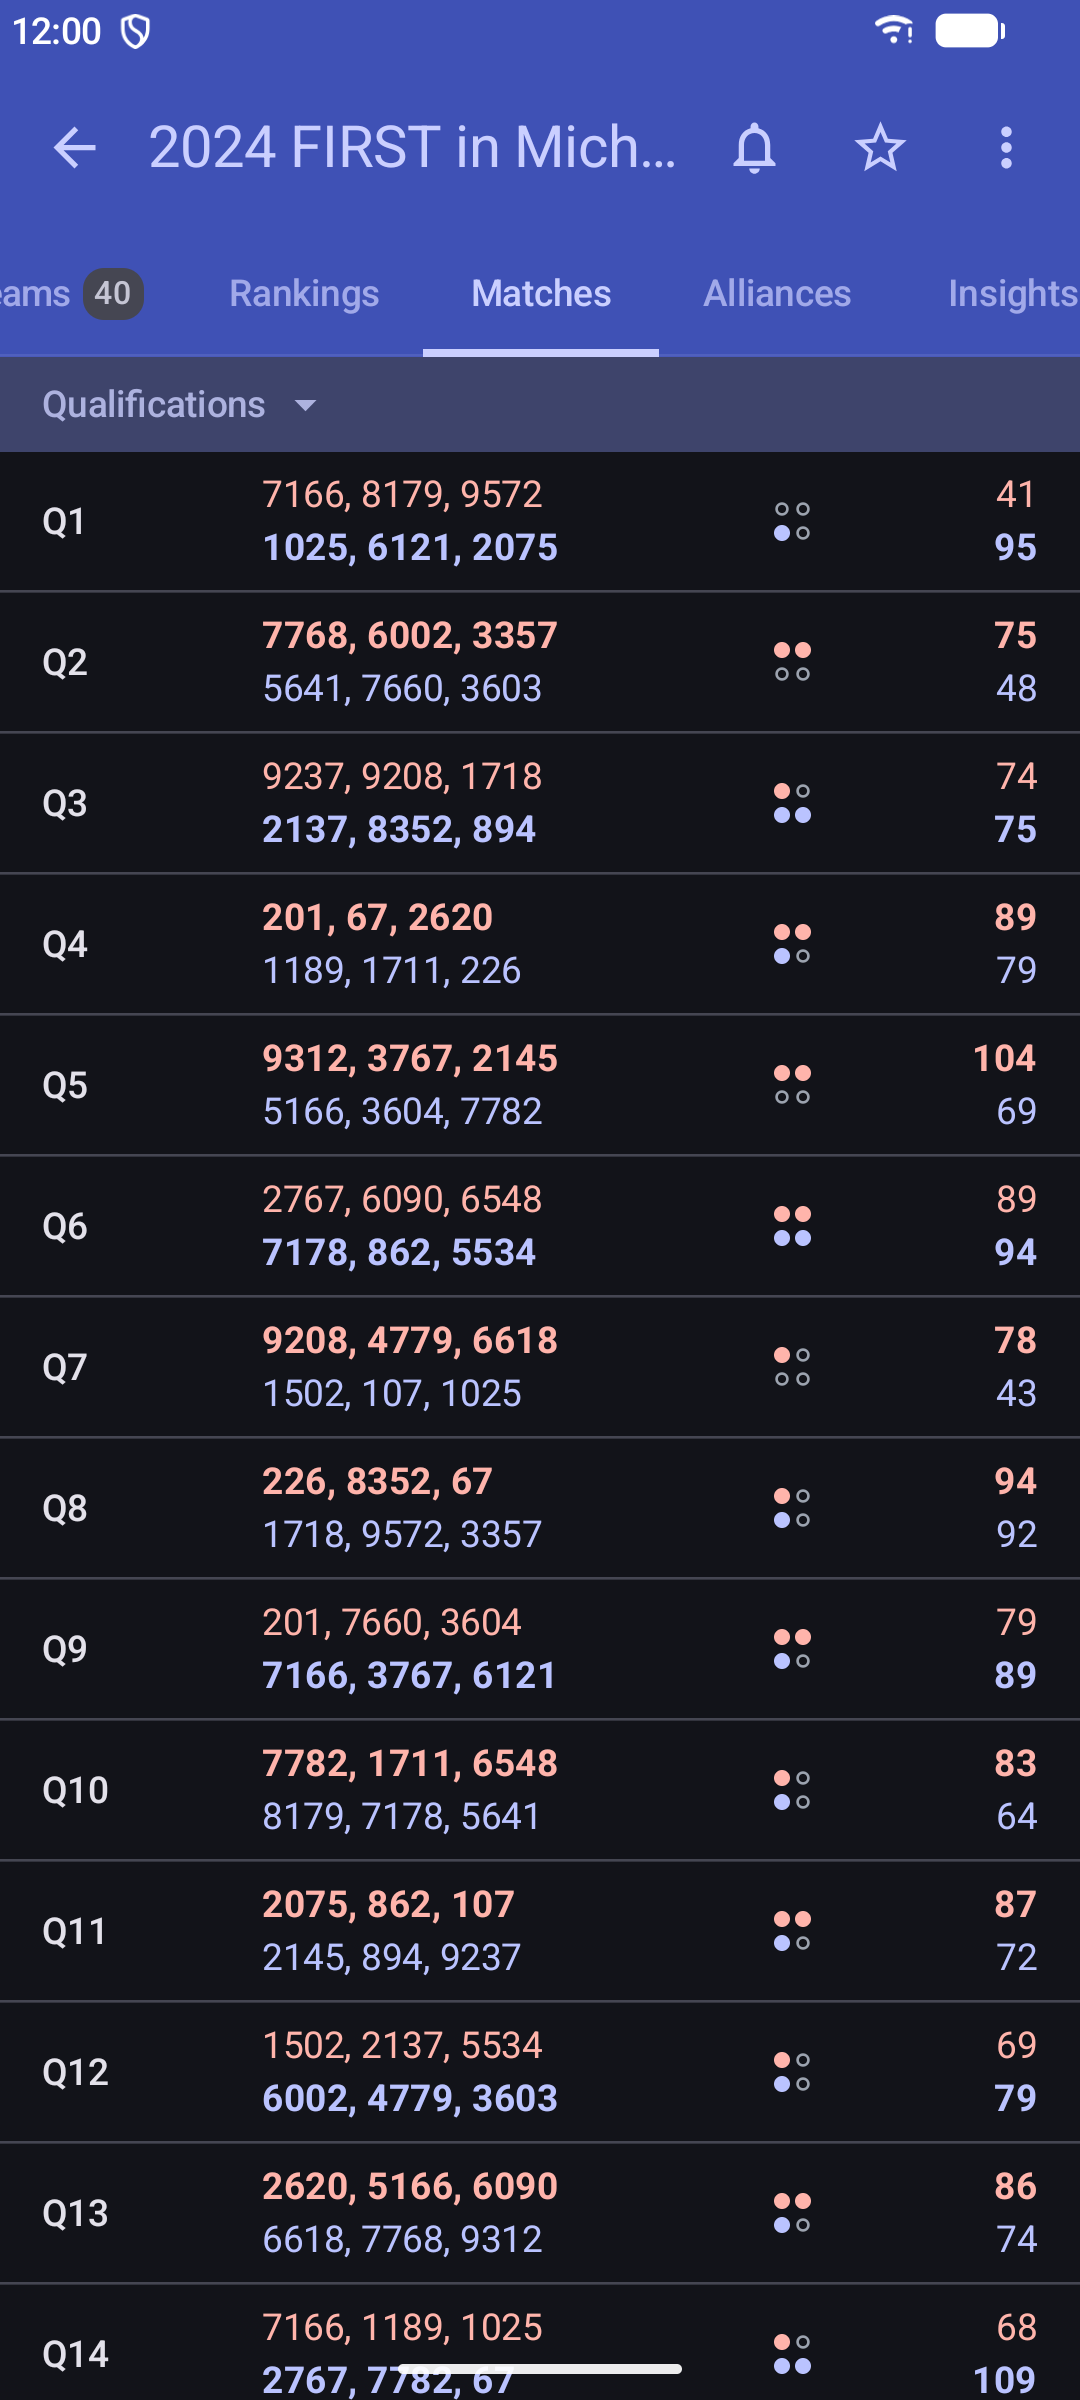 12:00
2024 FIRST in Mich...
eams 40 Rankings Matches Alliances Insights
Qualifications
Q1
7166, 8179, 9572 41
1025, 6121, 2075 95
Q2
7768, 6002, 3357 75
5641, 7660, 3603 48
Q3
9237, 9208, 1718 74
2137, 8352, 894 75
Q4
201, 67, 2620 89
1189, 1711, 226 79
Q5
9312, 3767, 2145 104
5166, 3604, 7782 69
Q6
2767, 6090, 6548 89
7178, 862, 5534 94
Q7
9208, 4779, 6618 78
1502, 107, 1025 43
Q8
226, 8352, 67 94
1718, 9572, 3357 92
Q9
201, 7660, 3604 79
7166, 3767, 6121 89
Q10
7782, 1711, 6548 83
8179, 7178, 5641 64
Q11
2075, 862, 107 87
2145, 894, 9237 72
Q12
1502, 2137, 5534 69
6002, 4779, 3603 79
Q13
2620, 5166, 6090 86
6618, 7768, 9312 74
Q14
7166, 1189, 1025 68
2767, 7782, 67 109